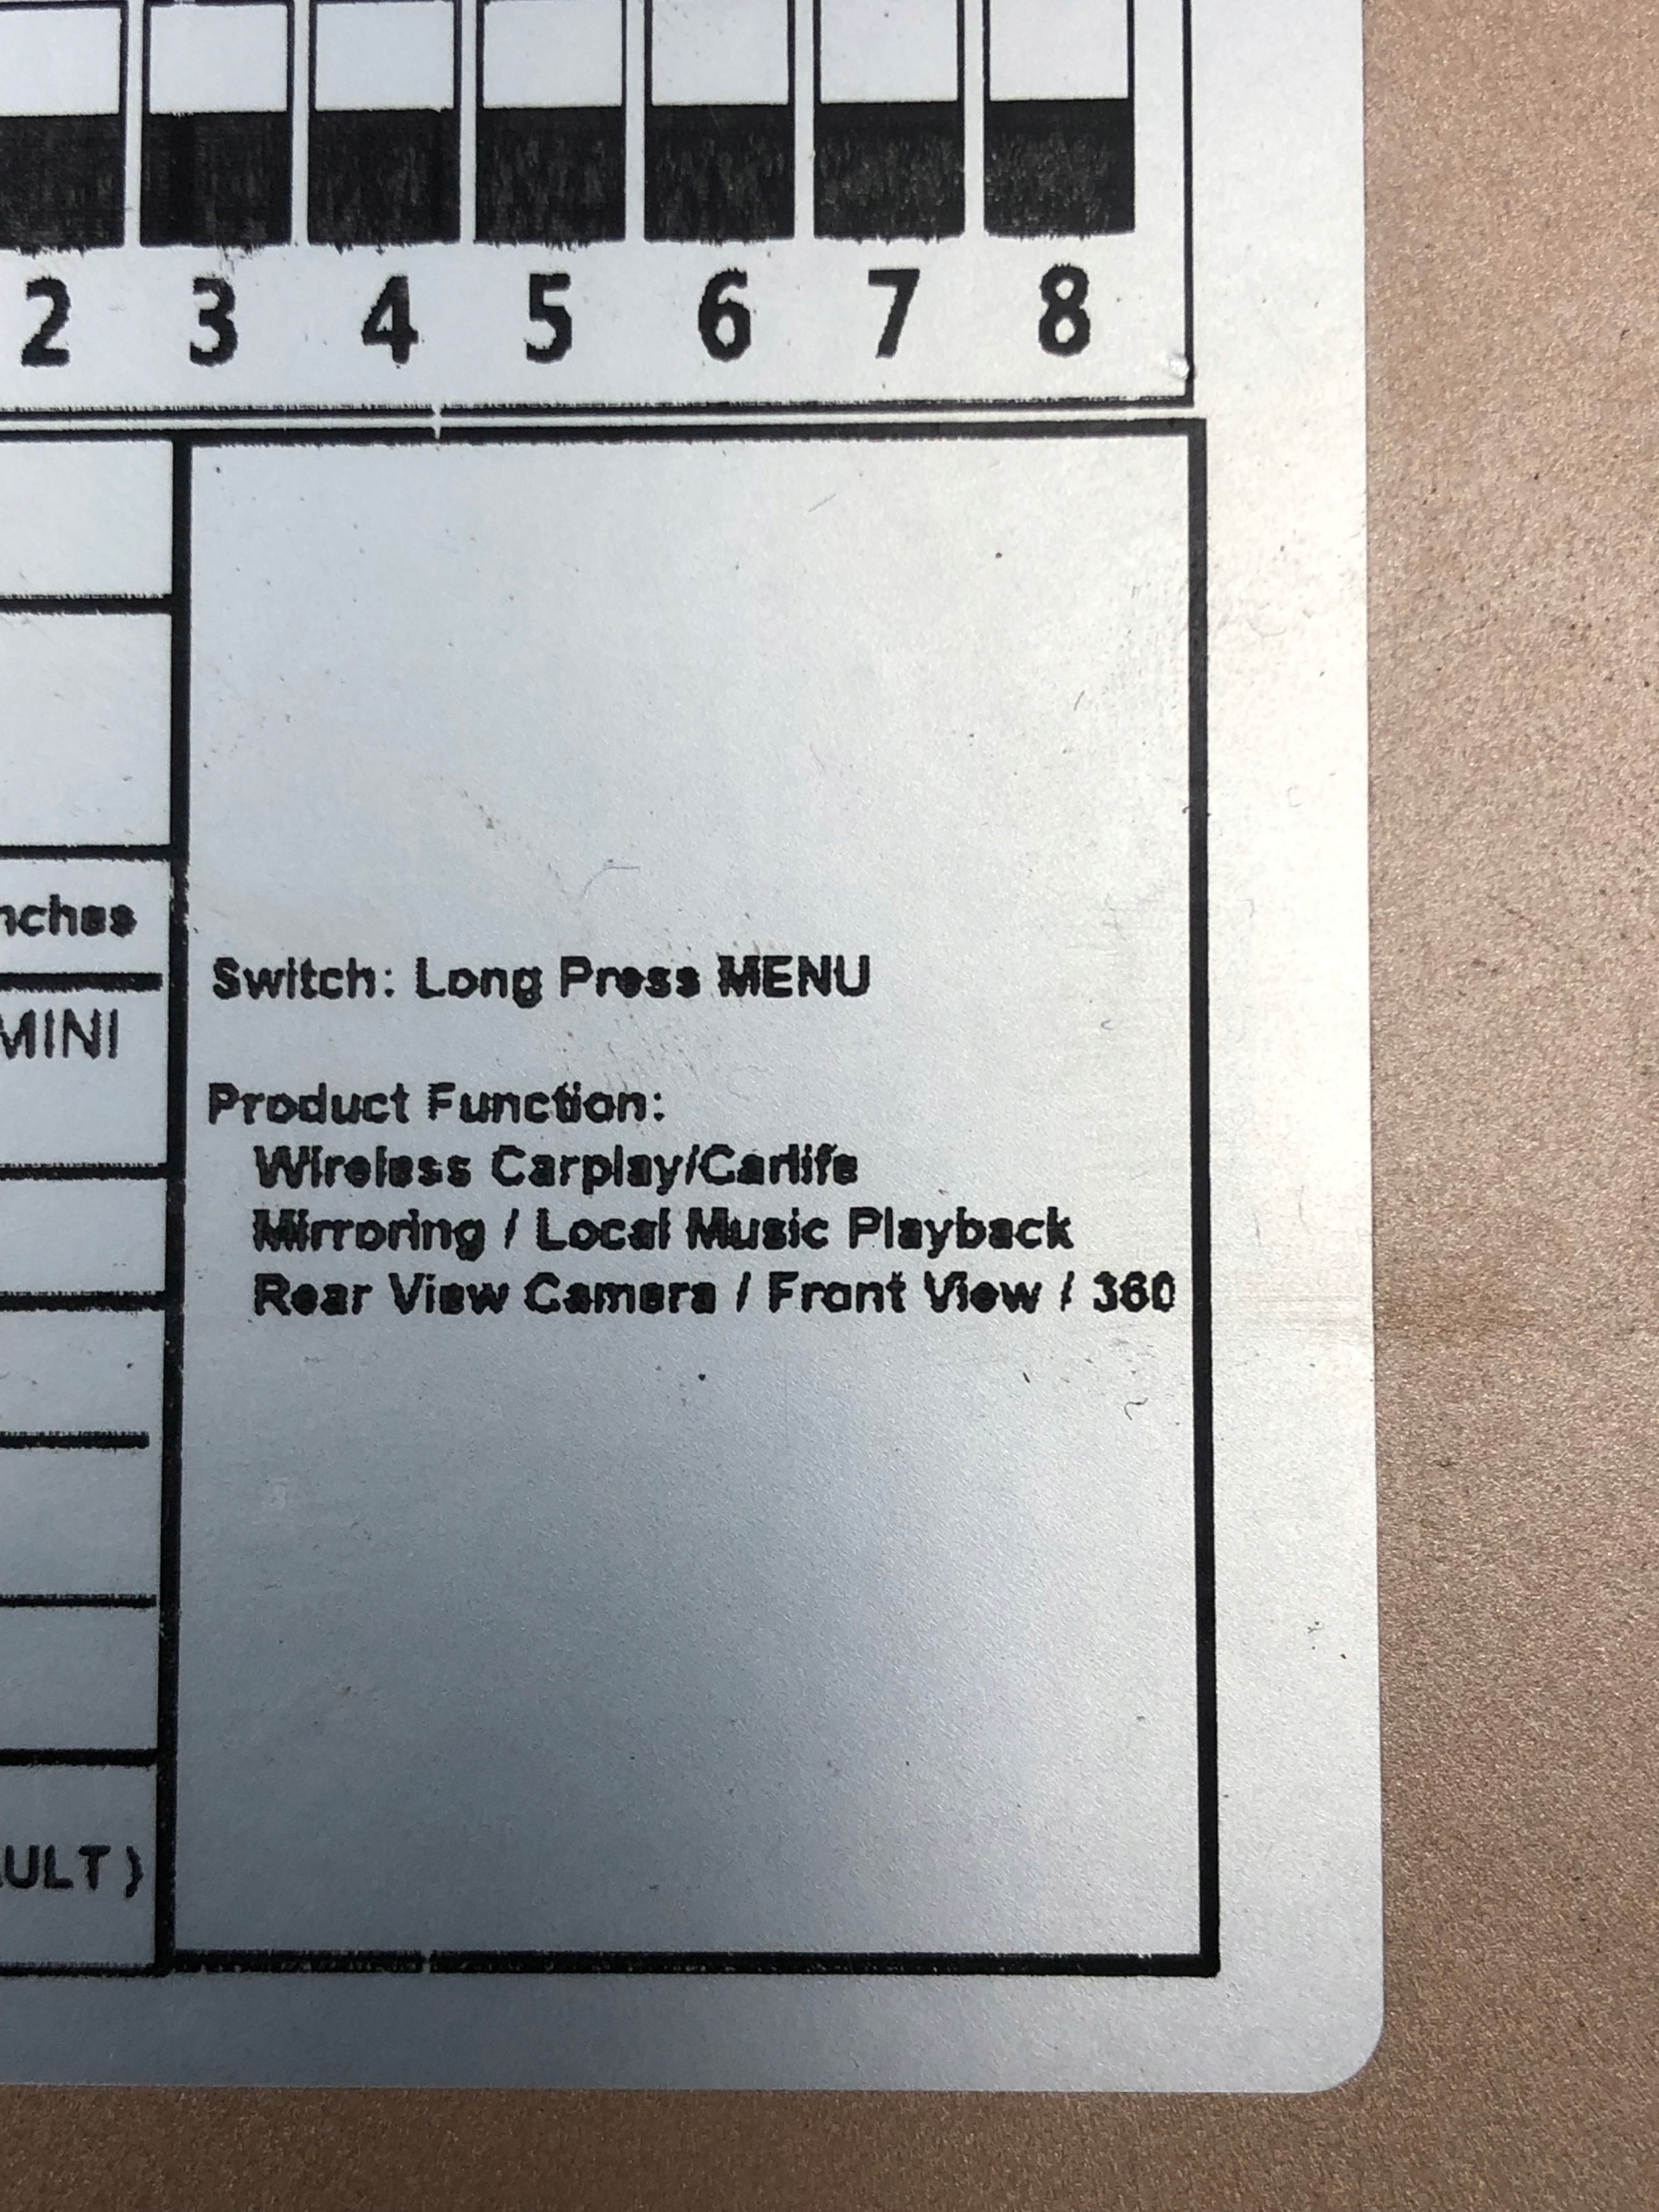 2 3 4 5 6 7 8
nches
MINI
AULT)
Switch: Long Press MENU
Product Function:
Wireless Carplay/Carlife
Mirroring / Local Music Playback
Rear View Camera / Front View / 360